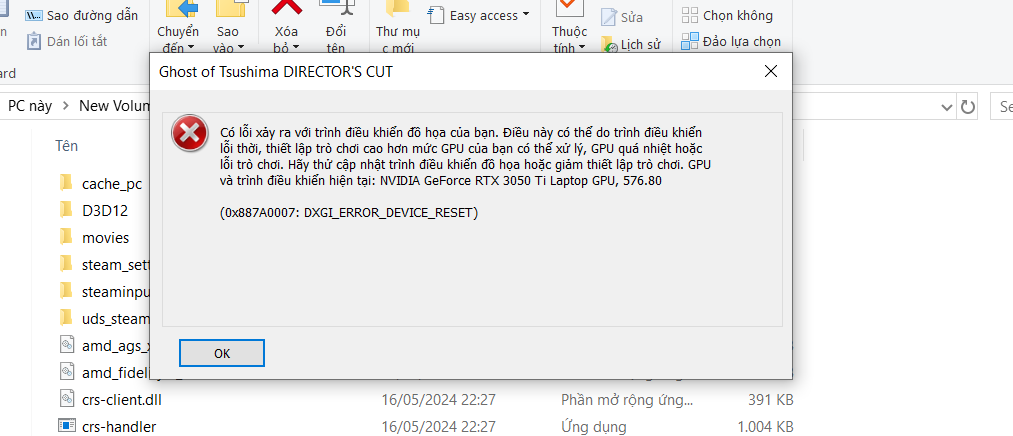 Sao đường dẫn
Dán lối tắt
Chuyển
đến
Sao
vào
Xóa
bỏ
Đổi
tên
Thư mụ
c mới
Easy access
Thuộc
tính
Sửa
Lịch sử
Chọn không
Đảo lựa chọn
Ghost of Tsushima DIRECTOR'S CUT
PC này > New Volum
Se
Tên
Có lỗi xảy ra với trình điều khiển đồ họa của bạn. Điều này có thể do trình điều khiển
lỗi thời, thiết lập trò chơi cao hơn mức GPU của bạn có thể xử lý, GPU quá nhiệt hoặc
lỗi trò chơi. Hãy thử cập nhật trình điều khiển đồ họa hoặc giảm thiết lập trò chơi. GPU
và trình điều khiển hiện tại: NVIDIA GeForce RTX 3050 Ti Laptop GPU, 576.80
(0x887A0007: DXGI_ERROR_DEVICE_RESET)
OK
cache_pc
D3D12
movies
steam_sett
steaminpu
uds_steam
amd_ags_x
amd_fideli
crs-client.dll 16/05/2024 22:27 Phần mở rộng ứng... 391 KB
crs-handler 16/05/2024 22:27 Ứng dụng 1.004 KB